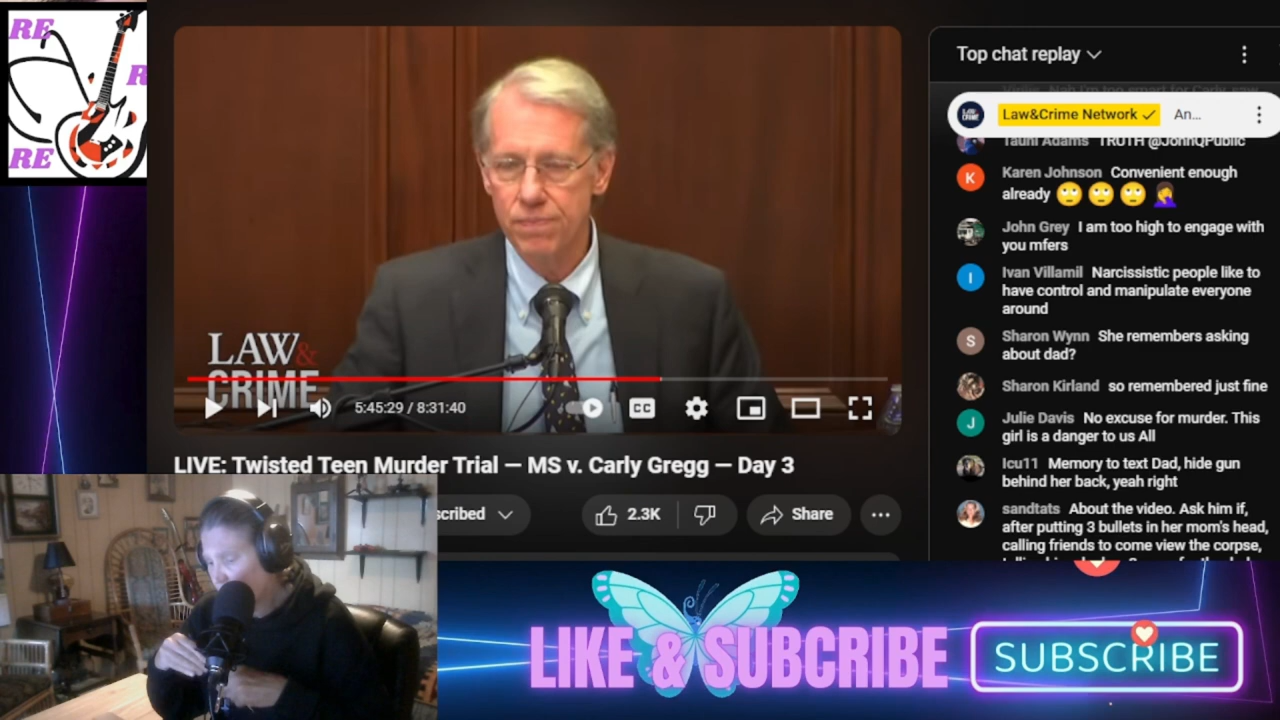 RE
R
RE
Top chat replay
Law&Crime Network An...
Tauni Adams TRUTH @JohnQPublic
K Karen Johnson Convenient enough
already
John Grey I am too high to engage with
you mfers
I Ivan Villamil Narcissistic people like to
have control and manipulate everyone
around
S Sharon Wynn She remembers asking
about dad?
Sharon Kirland so remembered just fine
J Julie Davis No excuse for murder. This
girl is a danger to us All
Icu11 Memory to text Dad, hide gun
behind her back, yeah right
sandtats About the video. Ask him if,
after putting 3 bullets in her mom's head,
calling friends to come view the corpse,
LAW&
CRIME
5:45:29 / 8:31:40
CC
LIVE: Twisted Teen Murder Trial — MS v. Carly Gregg — Day 3
scribed
2.3K
Share
LIKE & SUBCRIBE
SUBSCRIBE